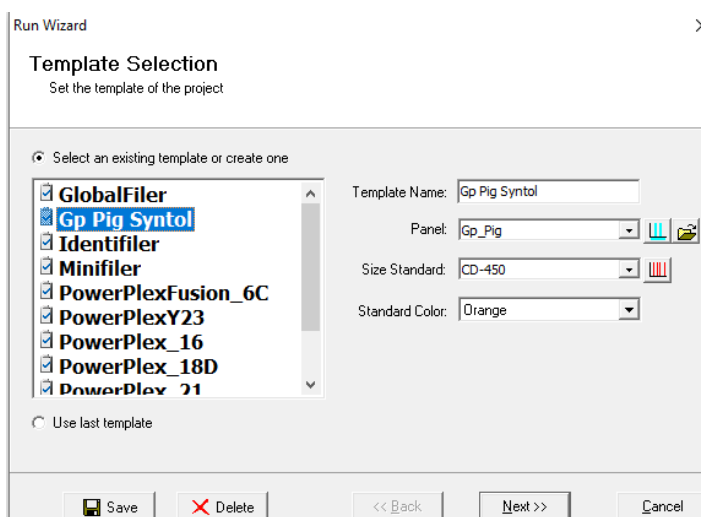 Run Wizard
Template Selection
Set the template of the project
Select an existing template or create one
GlobalFiler
Gp Pig Syntol
Identifiler
Minifiler
PowerPlexFusion_6C
PowerPlexY23
PowerPlex_16
PowerPlex_18D
PowerPlex_21
Template Name: Gp Pig Syntol
Panel: Gp_Pig
Size Standard: CD-450
Standard Color: Orange
Use last template
Save Delete << Back Next >> Cancel